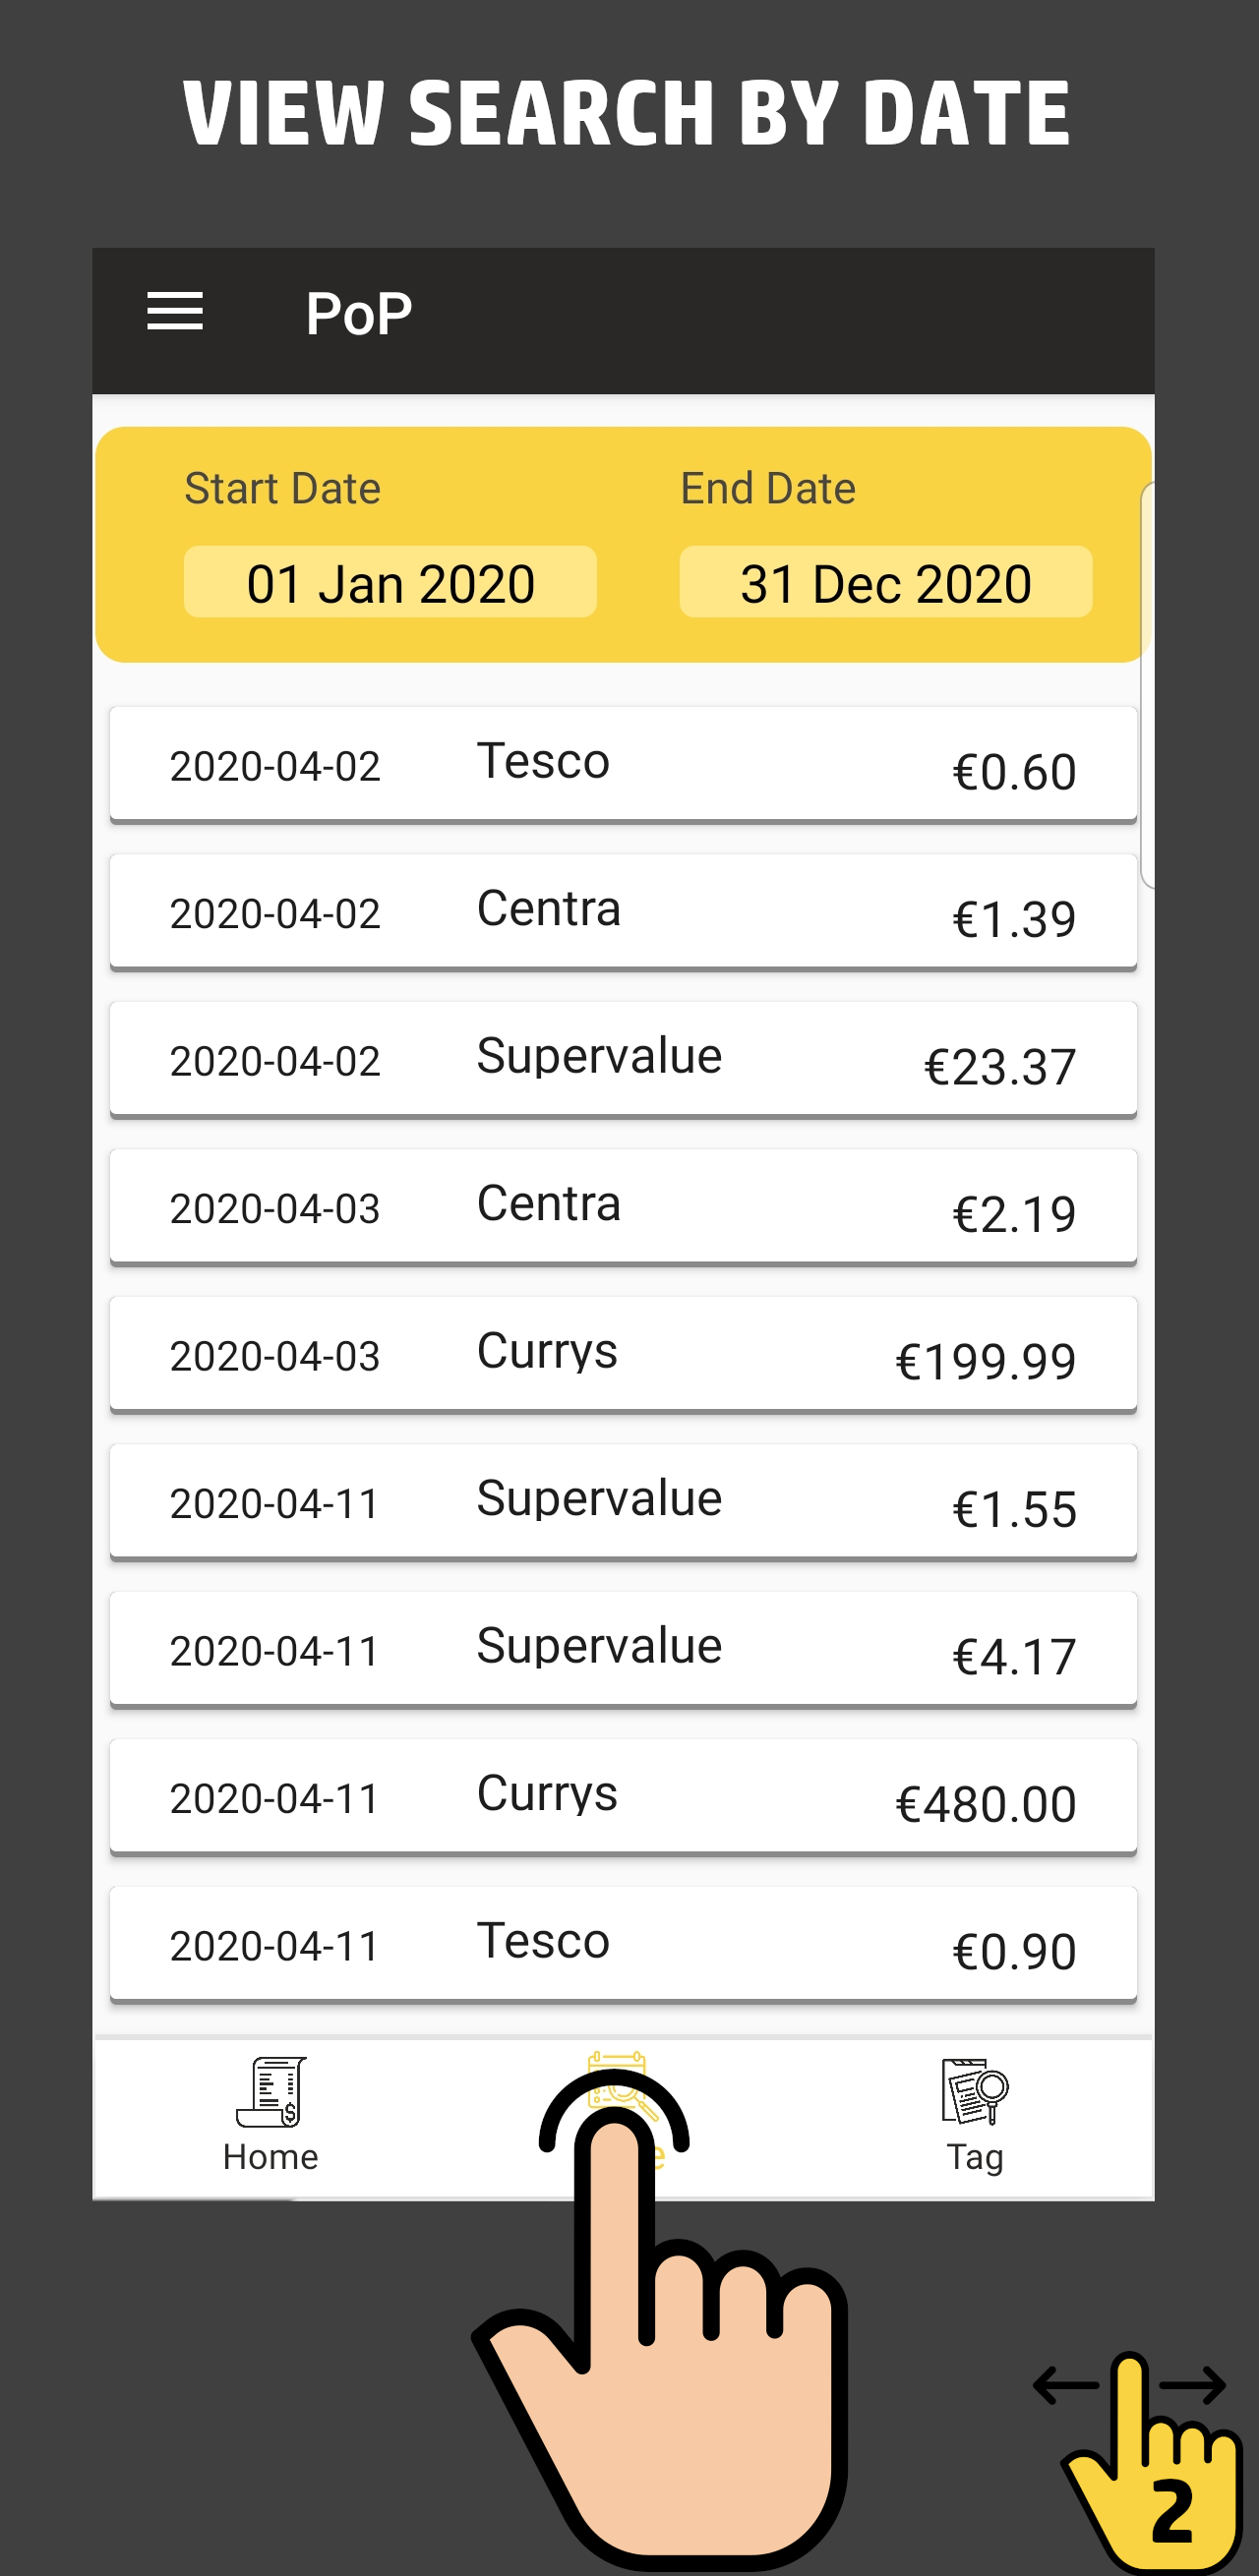 VIEW SEARCH BY DATE
PoP
Start Date End Date
01 Jan 2020 31 Dec 2020
2020-04-02 Tesco €0.60
2020-04-02 Centra €1.39
2020-04-02 Supervalue €23.37
2020-04-03 Centra €2.19
2020-04-03 Currys €199.99
2020-04-11 Supervalue €1.55
2020-04-11 Supervalue €4.17
2020-04-11 Currys €480.00
2020-04-11 Tesco €0.90
Home Tag
2